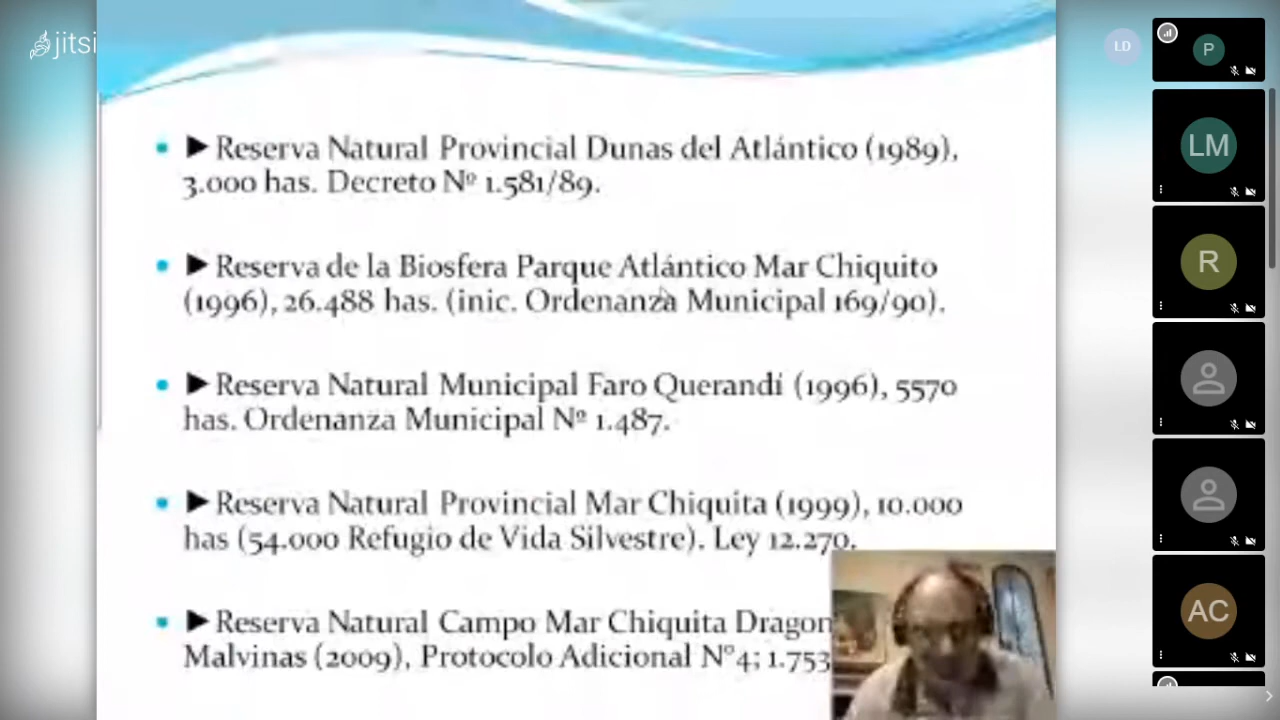 jitsi
►Reserva Natural Provincial Dunas del Atlántico (1989),
3.000 has. Decreto Nº 1.581/89.
►Reserva de la Biosfera Parque Atlántico Mar Chiquito
(1996), 26.488 has. (inic. Ordenanza Municipal 169/90).
►Reserva Natural Municipal Faro Querandí (1996), 5570
has. Ordenanza Municipal Nº 1.487.
►Reserva Natural Provincial Mar Chiquita (1999), 10.000
has (54.000 Refugio de Vida Silvestre). Ley 12.270.
►Reserva Natural Campo Mar Chiquita Dragon
Malvinas (2009), Protocolo Adicional N°4; 1.753
LD
P
LM
R
AC